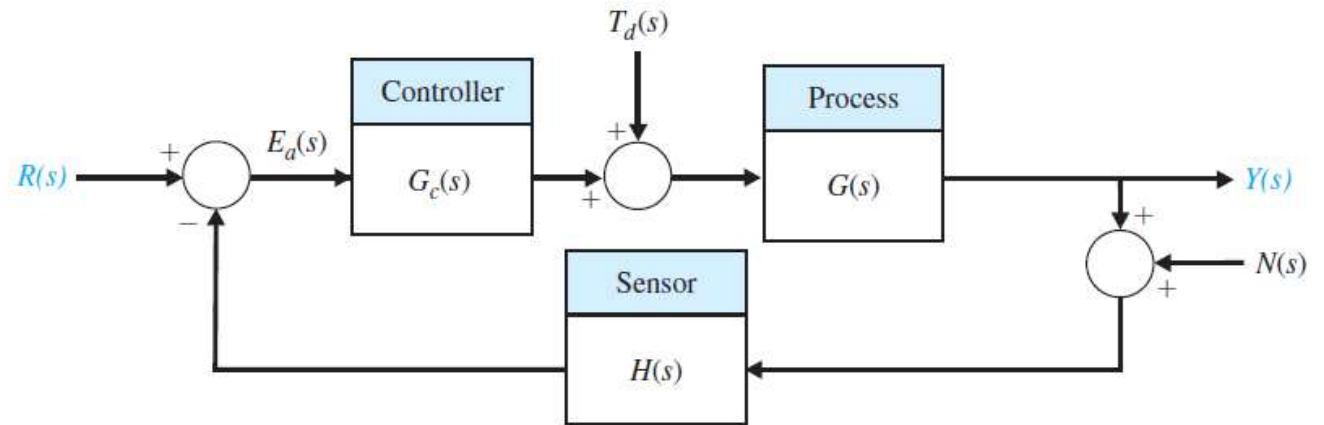 T_d(s)
Controller
Process
+
E_a(s)
+
R(s)
G_c(s)
+
G(s)
Y(s)
−
+
Sensor
N(s)
+
H(s)